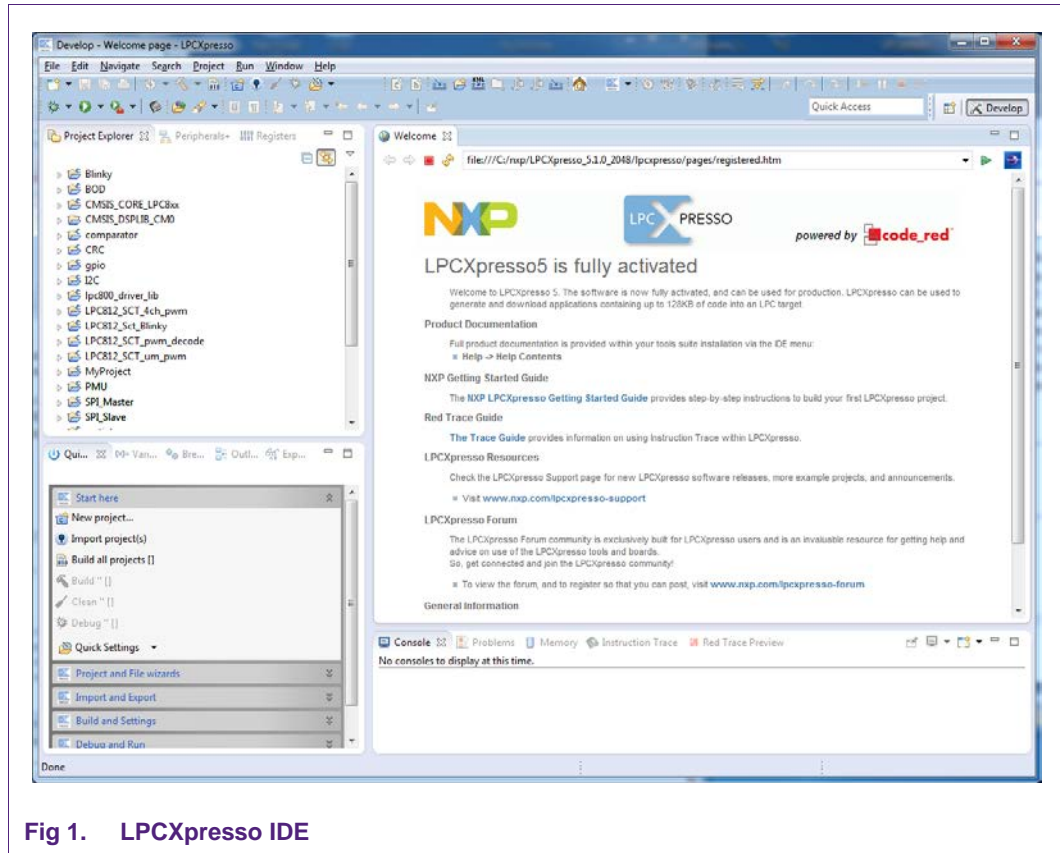 Develop - Welcome page - LPCXpresso
File Edit Navigate Search Project Run Window Help
Quick Access
Develop
Project Explorer Peripherals+ Registers
Blinky
BOD
CMSIS_CORE_LPC8xx
CMSIS_DSPLIB_CM0
comparator
CRC
gpio
I2C
lpc800_driver_lib
LPC812_SCT_4ch_pwm
LPC812_Sct_Blinky
LPC812_SCT_pwm_decode
LPC812_SCT_um_pwm
MyProject
PMU
SPI_Master
SPI_Slave
Qui... Var... Bre... Outl... Exp...
Start here
New project...
Import project(s)
Build all projects []
Build '' []
Clean '' []
Debug '' []
Quick Settings
Project and File wizards
Import and Export
Build and Settings
Debug and Run
Done
Welcome
file:///C:/nxp/LPCXpresso_5.1.0_2048/lpcxpresso/pages/registered.htm
NXP
LPC XPRESSO
powered by code_red
LPCXpresso5 is fully activated
Welcome to LPCXpresso 5. The software is now fully activated, and can be used for production. LPCXpresso can be used to
generate and download applications containing up to 128KB of code into an LPC target
Product Documentation
Full product documentation is provided within your tools suite installation via the IDE menu:
Help -> Help Contents
NXP Getting Started Guide
The NXP LPCXpresso Getting Started Guide provides step-by-step instructions to build your first LPCXpresso project.
Red Trace Guide
The Trace Guide provides information on using Instruction Trace within LPCXpresso.
LPCXpresso Resources
Check the LPCXpresso Support page for new LPCXpresso software releases, more example projects, and announcements.
Visit www.nxp.com/lpcxpresso-support
LPCXpresso Forum
The LPCXpresso Forum community is exclusively built for LPCXpresso users and is an invaluable resource for getting help and
advice on use of the LPCXpresso tools and boards.
So, get connected and join the LPCXpresso community!
To view the forum, and to register so that you can post, visit www.nxp.com/lpcxpresso-forum
General Information
Console Problems Memory Instruction Trace Red Trace Preview
No consoles to display at this time.
Fig 1. LPCXpresso IDE